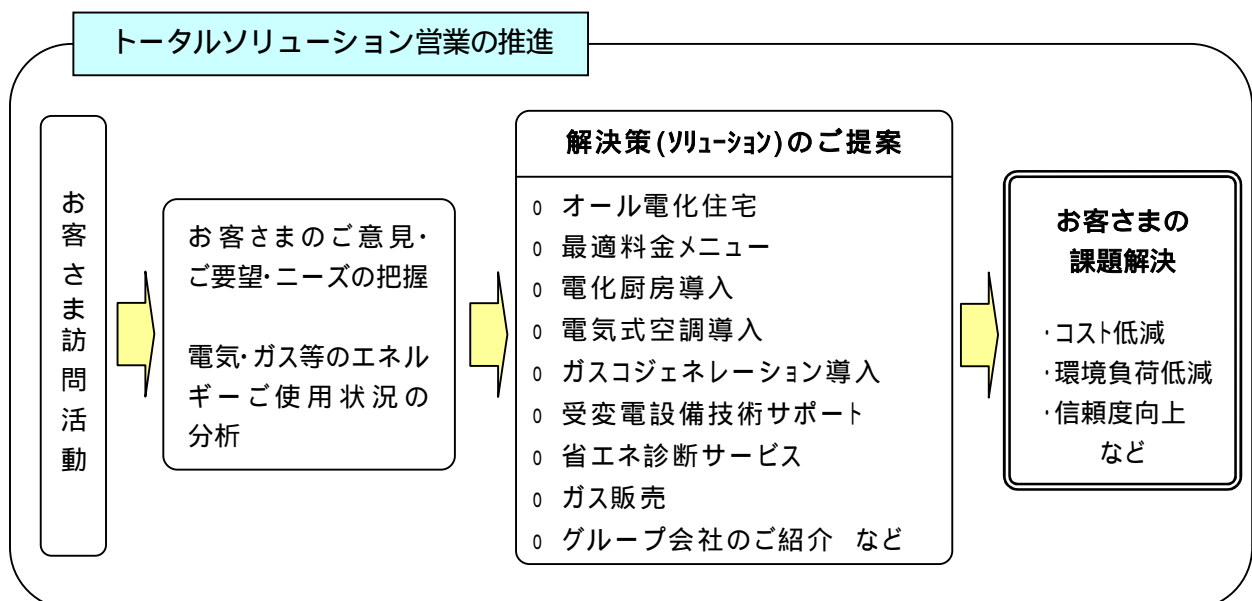 トータルソリューション営業の推進
お客さま訪問活動
お客さまのご意見・
ご要望・ニーズの把握
電気・ガス等のエネル
ギーご使用状況の
分析
解決策(ｿﾘｭｰｼｮﾝ)のご提案
o オール電化住宅
o 最適料金メニュー
o 電化厨房導入
o 電気式空調導入
o ガスコジェネレーション導入
o 受変電設備技術サポート
o 省エネ診断サービス
o ガス販売
o グループ会社のご紹介 など
お客さまの
課題解決
・コスト低減
・環境負荷低減
・信頼度向上
など